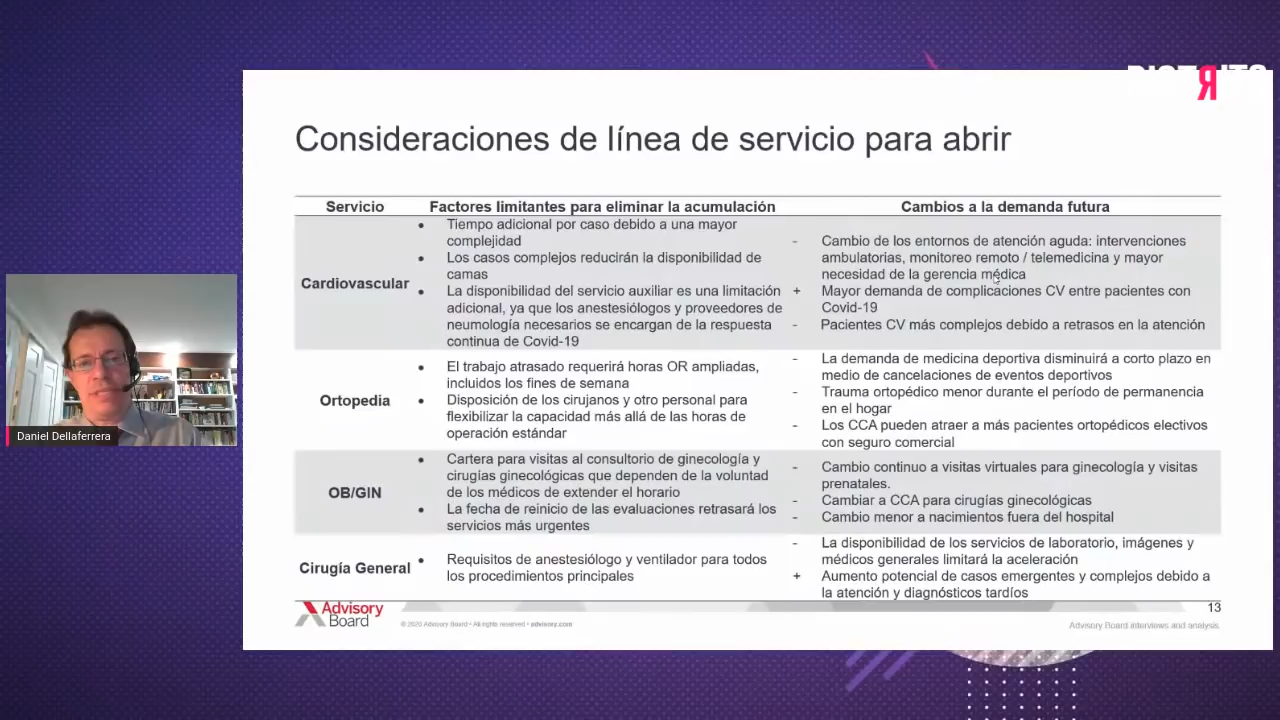 Consideraciones de línea de servicio para abrir
Servicio
Factores limitantes para eliminar la acumulación
Cambios a la demanda futura
Cardiovascular
• Tiempo adicional por caso debido a una mayor
complejidad
• Los casos complejos reducirán la disponibilidad de
camas
• La disponibilidad del servicio auxiliar es una limitación
adicional, ya que los anestesiólogos y proveedores de
neumología necesarios se encargan de la respuesta
continua de Covid-19
- Cambio de los entornos de atención aguda: intervenciones
ambulatorias, monitoreo remoto / telemedicina y mayor
necesidad de la gerencia médica
+ Mayor demanda de complicaciones CV entre pacientes con
Covid-19
- Pacientes CV más complejos debido a retrasos en la atención
Ortopedia
• El trabajo atrasado requerirá horas OR ampliadas,
incluidos los fines de semana
• Disposición de los cirujanos y otro personal para
flexibilizar la capacidad más allá de las horas de
operación estándar
- La demanda de medicina deportiva disminuirá a corto plazo en
medio de cancelaciones de eventos deportivos
- Trauma ortopédico menor durante el período de permanencia
en el hogar
- Los CCA pueden atraer a más pacientes ortopédicos electivos
con seguro comercial
OB/GIN
• Cartera para visitas al consultorio de ginecología y
cirugías ginecológicas que dependen de la voluntad
de los médicos de extender el horario
• La fecha de reinicio de las evaluaciones retrasará los
servicios más urgentes
- Cambio continuo a visitas virtuales para ginecología y visitas
prenatales.
- Cambiar a CCA para cirugías ginecológicas
- Cambio menor a nacimientos fuera del hospital
Cirugía General
• Requisitos de anestesiólogo y ventilador para todos
los procedimientos principales
- La disponibilidad de los servicios de laboratorio, imágenes y
médicos generales limitará la aceleración
+ Aumento potencial de casos emergentes y complejos debido a
la atención y diagnósticos tardíos
Advisory
Board
© 2020 Advisory Board • All rights reserved • advisory.com
13
Advisory Board interviews and analysis.
Daniel Dellaferrera